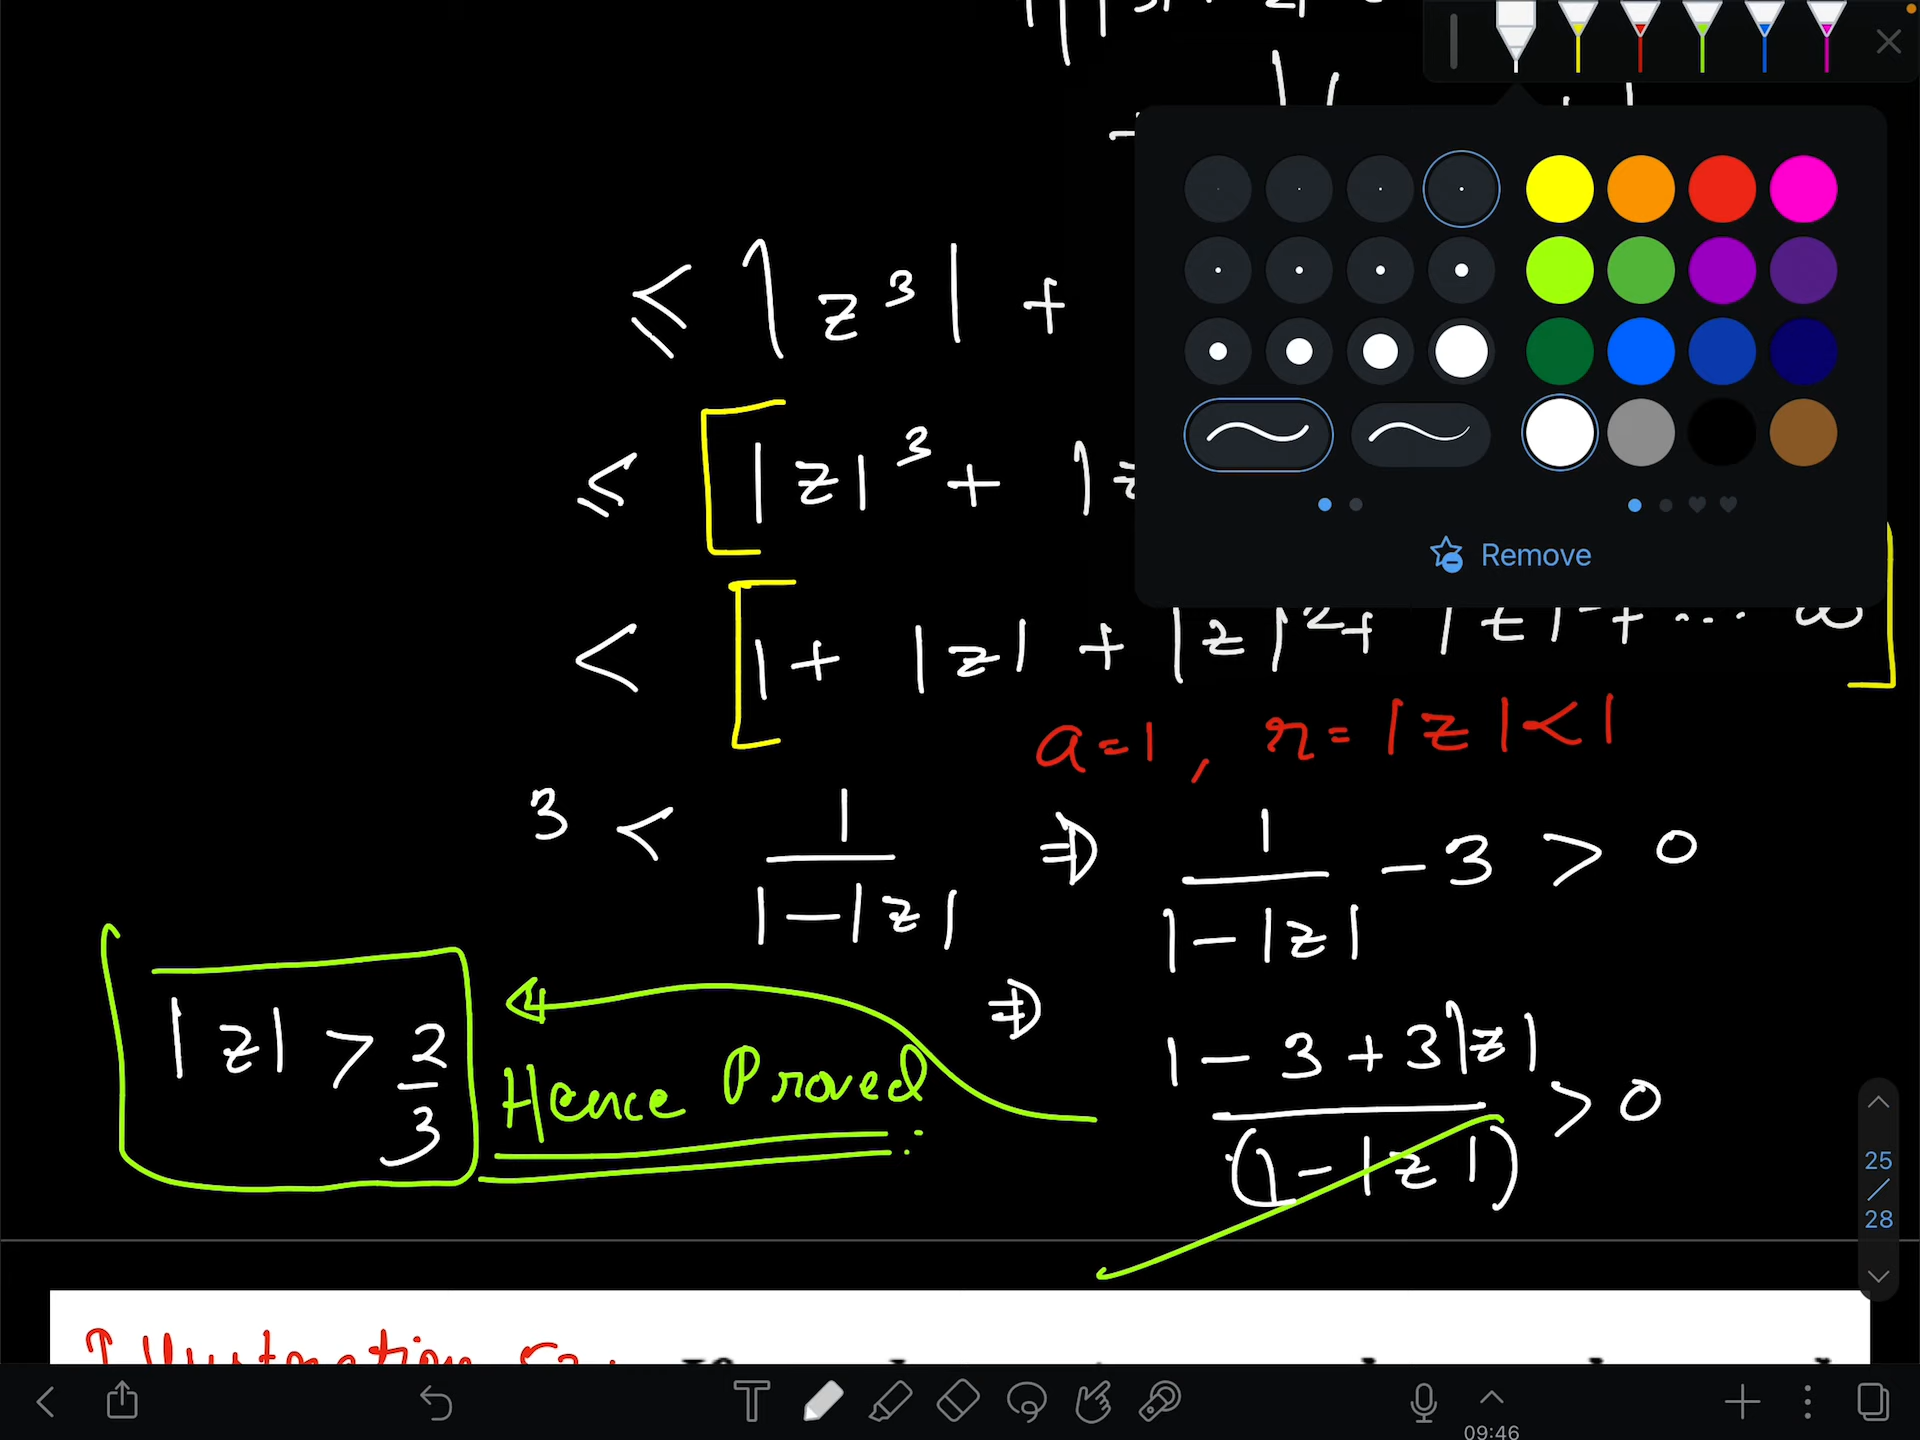 ≤ |z³| +
≤ [|z|³ + |z
< [1 + |z| + |z|² + |z|³ + ... ∞]
a = 1, r = |z| < 1
3 < 1/(1-|z|) ⇒ 1/(1-|z|) - 3 > 0
⇒ (1 - 3 + 3|z|)/(1-|z|) > 0
|z| > 2/3
Hence Proved
Remove
25
/
28
Illustration
09:46